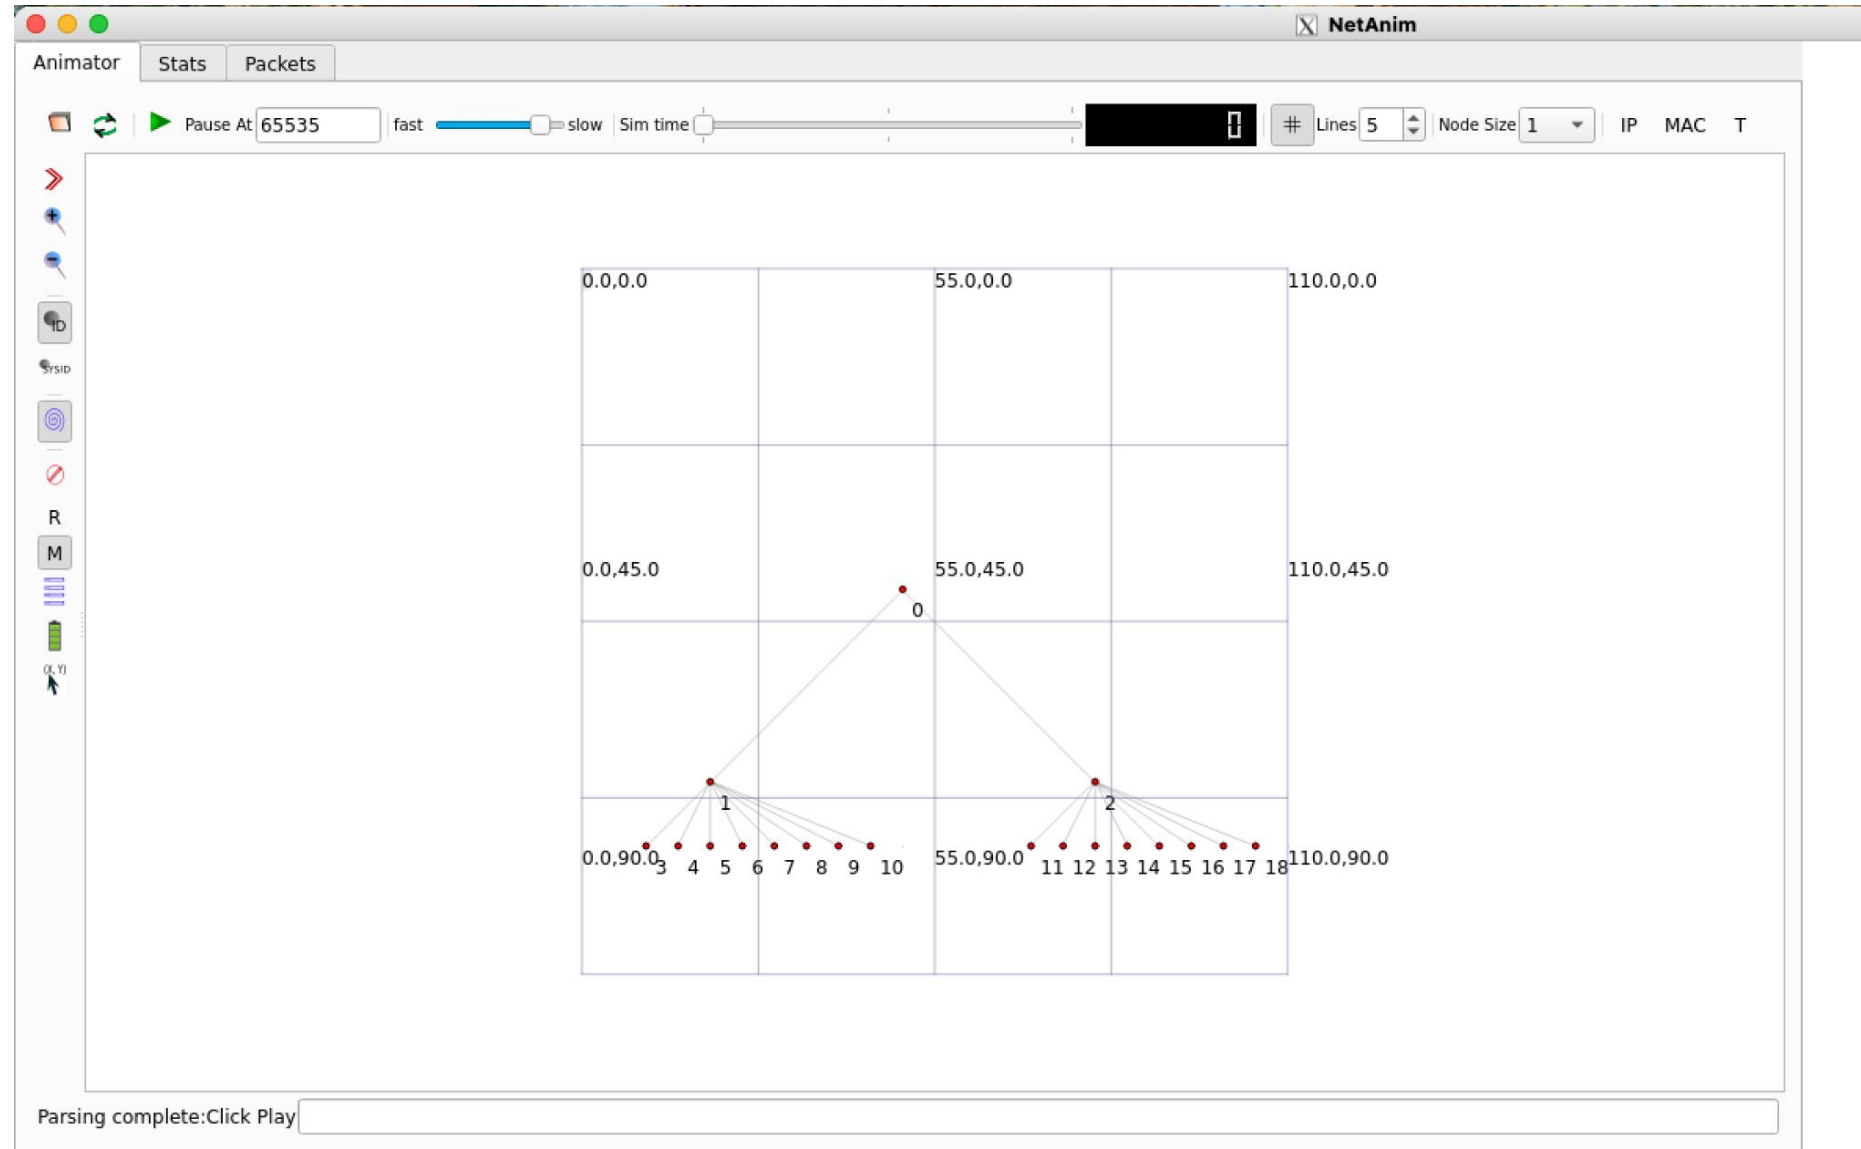 NetAnim
Animator Stats Packets
Pause At 65535 fast slow Sim time 0 # Lines 5 Node Size 1 IP MAC T
ID
SYSID
R
M
(X, Y)
0.0,0.0 55.0,0.0 110.0,0.0
0.0,45.0 55.0,45.0 110.0,45.0
0
1 2
0.0,90.0 55.0,90.0 110.0,90.0
3 4 5 6 7 8 9 10 11 12 13 14 15 16 17 18
Parsing complete:Click Play